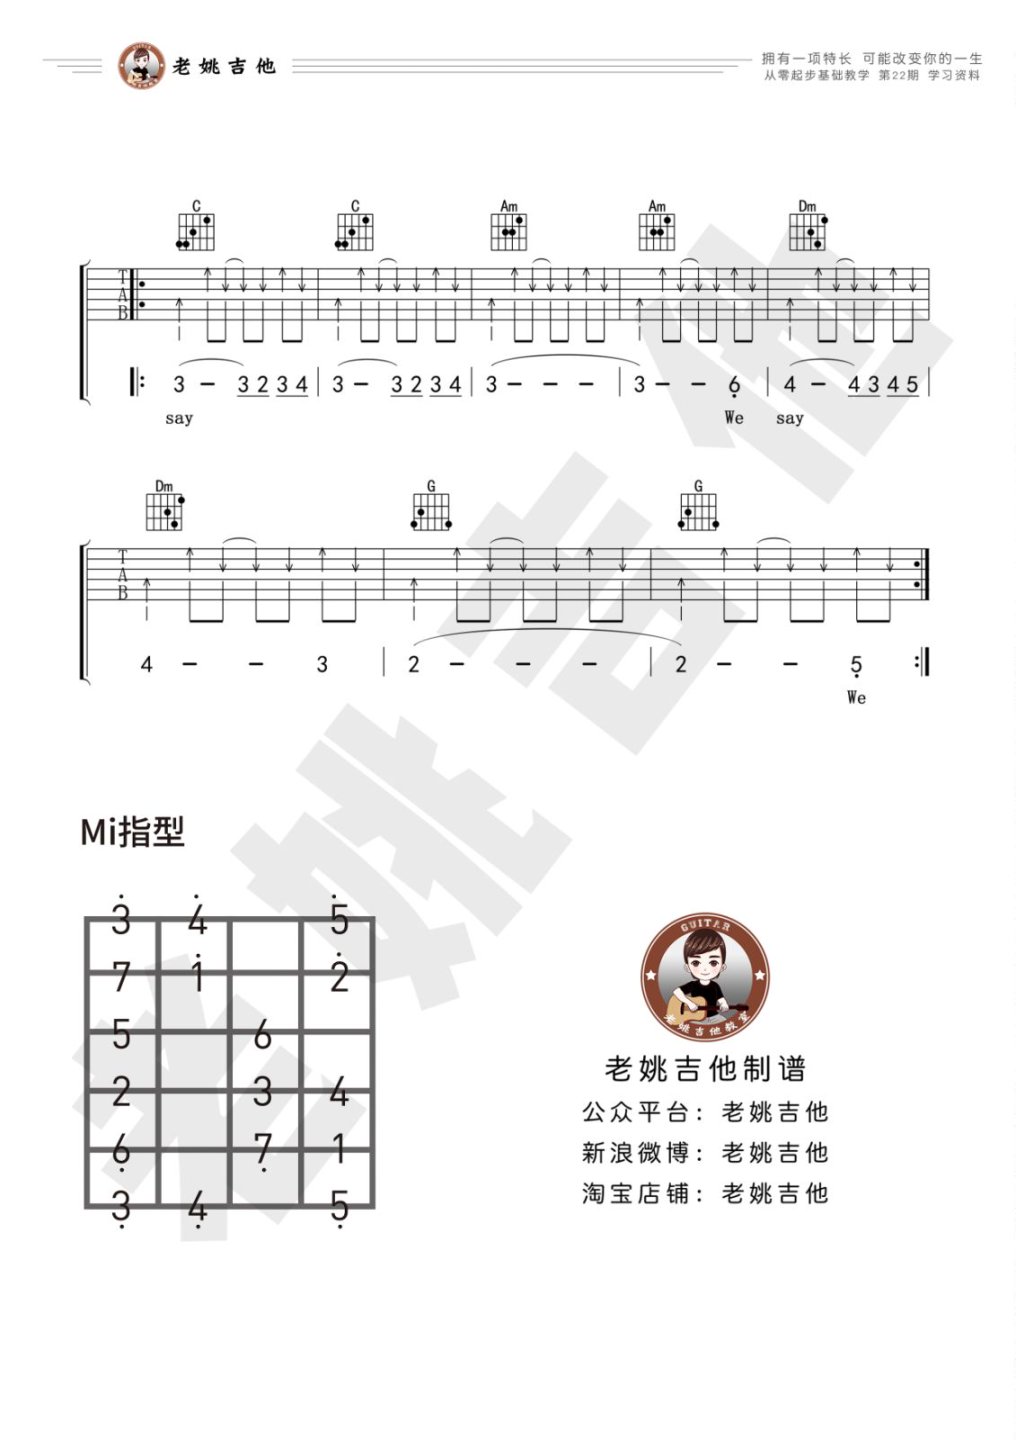 老姚吉他
拥有一项特长 可能改变你的一生
从零起步基础教学 第22期 学习资料
C C Am Am Dm
T
A
B
3 - 3 2 3 4 3 - 3 2 3 4 3 - - - 3 - - 6 4 - 4 3 4 5
say We say
Dm G G
T
A
B
4 - - 3 2 - - - 2 - - 5
We
Mi指型
3 4 5
7 1 2
5 6
2 3 4
6 7 1
3 4 5
GUITAR
老姚吉他教室
老姚吉他制谱
公众平台：老姚吉他
新浪微博：老姚吉他
淘宝店铺：老姚吉他
老姚吉他